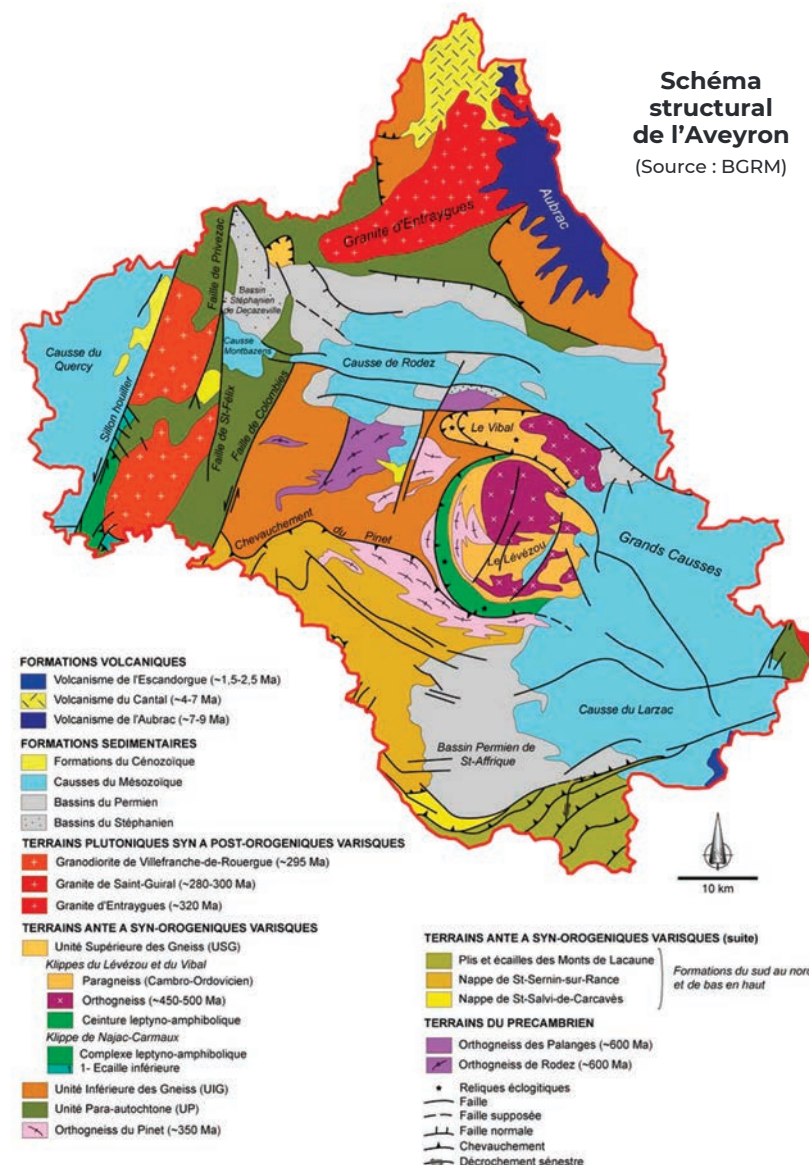 Schéma
structural
de l'Aveyron
(Source : BGRM)
Aubrac
Granite d'Entraygues
Faille de Privezac
Bassin
Stéphanien
de Decazeville
Causse du
Quercy
Causse
Montbazens
Causse de Rodez
Sillon houiller
Faille de St-Félix
Faille de Colombies
Le Vibal
Chevauchement du Pinet
Le Lévézou
Grands Causses
Causse du Larzac
Bassin Permien de
St-Affrique
10 km
FORMATIONS VOLCANIQUES
Volcanisme de l'Escandorgue (~1,5-2,5 Ma)
Volcanisme du Cantal (~4-7 Ma)
Volcanisme de l'Aubrac (~7-9 Ma)
FORMATIONS SEDIMENTAIRES
Formations du Cénozoïque
Causses du Mésozoïque
Bassins du Permien
Bassins du Stéphanien
TERRAINS PLUTONIQUES SYN A POST-OROGENIQUES VARISQUES
Granodiorite de Villefranche-de-Rouergue (~295 Ma)
Granite de Saint-Guiral (~280-300 Ma)
Granite d'Entraygues (~320 Ma)
TERRAINS ANTE A SYN-OROGENIQUES VARISQUES
Unité Supérieure des Gneiss (USG)
Klippes du Lévézou et du Vibal
Paragneiss (Cambro-Ordovicien)
Orthogneiss (~450-500 Ma)
Ceinture leptyno-amphibolique
Klippe de Najac-Carmaux
Complexe leptyno-amphibolique
1- Ecaille inférieure
Unité Inférieure des Gneiss (UIG)
Unité Para-autochtone (UP)
Orthogneiss du Pinet (~350 Ma)
TERRAINS ANTE A SYN-OROGENIQUES VARISQUES (suite)
Plis et écailles des Monts de Lacaune
Nappe de St-Sernin-sur-Rance
Nappe de St-Salvi-de-Carcavès
Formations du sud au nord
et de bas en haut
TERRAINS DU PRECAMBRIEN
Orthogneiss des Palanges (~600 Ma)
Orthogneiss de Rodez (~600 Ma)
Reliques éclogitiques
Faille
Faille supposée
Faille normale
Chevauchement
Décrochement sénestre